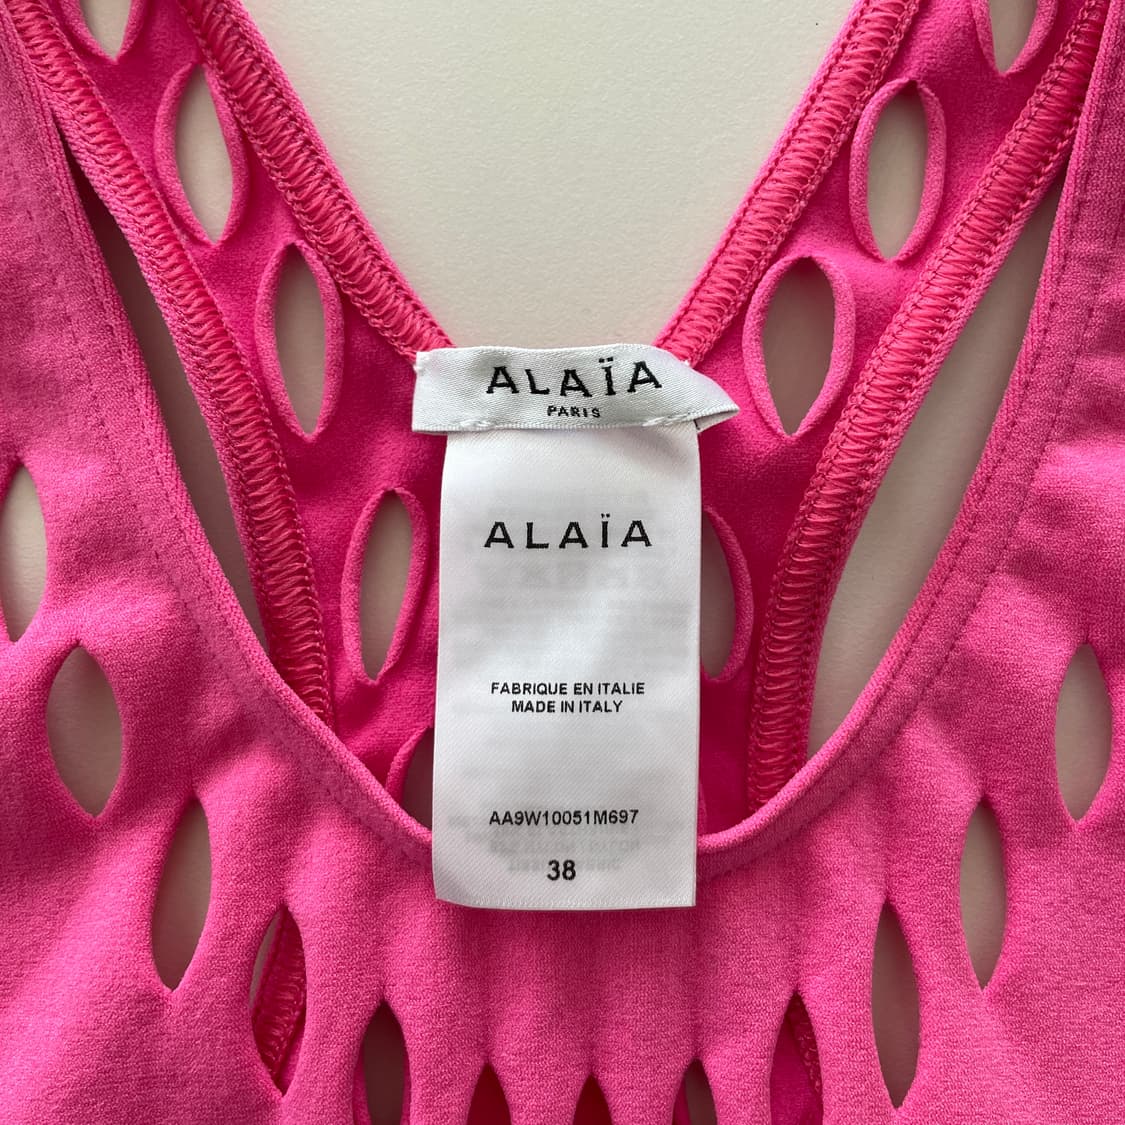 ALAÏA
PARIS
ALAÏA
FABRIQUE EN ITALIE
MADE IN ITALY
AA9W10051M697
38